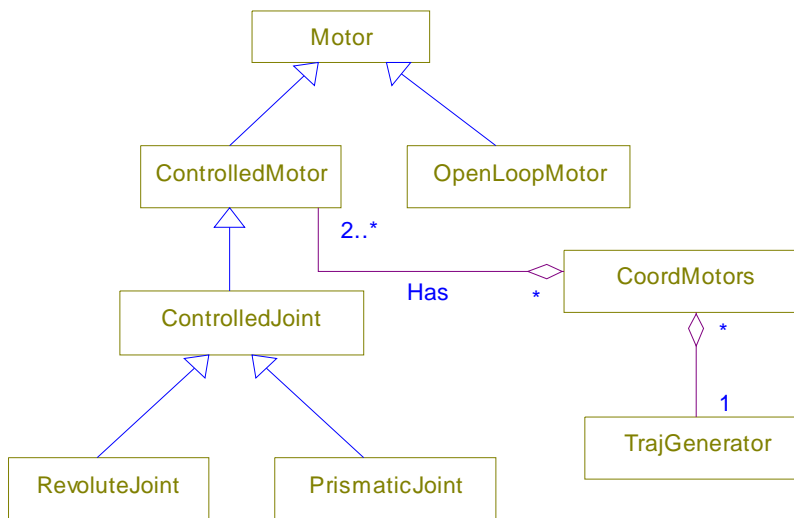 Motor
ControlledMotor
OpenLoopMotor
2..*
CoordMotors
Has
*
ControlledJoint
*
1
TrajGenerator
RevoluteJoint
PrismaticJoint